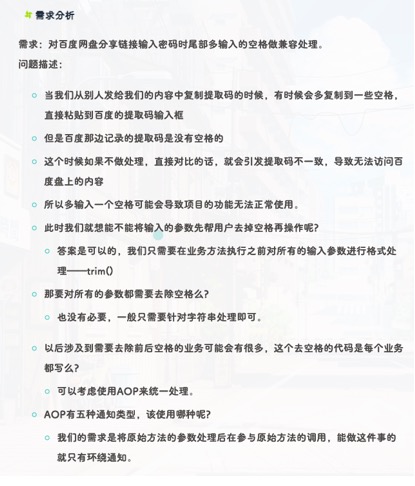 需求分析
需求：对百度网盘分享链接输入密码时尾部多输入的空格做兼容处理。
问题描述：
当我们从别人发给我们的内容中复制提取码的时候，有时候会多复制到一些空格，
直接粘贴到百度的提取码输入框
但是百度那边记录的提取码是没有空格的
这个时候如果不做处理，直接对比的话，就会引发提取码不一致，导致无法访问百
度盘上的内容
所以多输入一个空格可能会导致项目的功能无法正常使用。
此时我们就想能不能将输入的参数先帮用户去掉空格再操作呢？
答案是可以的，我们只需要在业务方法执行之前对所有的输入参数进行格式处
理——trim()
那要对所有的参数都需要去除空格么？
也没有必要，一般只需要针对字符串处理即可。
以后涉及到需要去除前后空格的业务可能会有很多，这个去空格的代码是每个业务
都写么？
可以考虑使用AOP来统一处理。
AOP有五种通知类型，该使用哪种呢？
我们的需求是将原始方法的参数处理后在参与原始方法的调用，能做这件事的
就只有环绕通知。